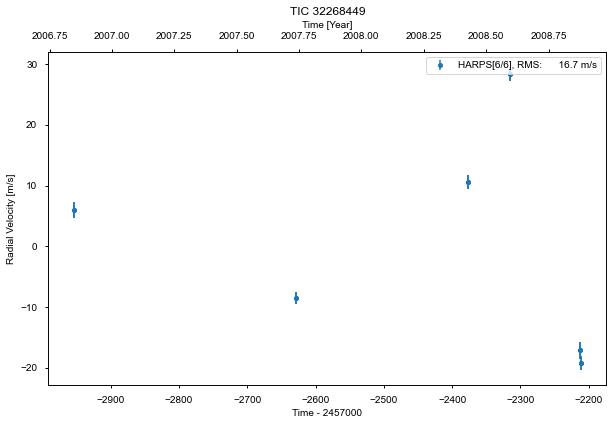 TIC 32268449
Time [Year]
2006.75 2007.00 2007.25 2007.50 2007.75 2008.00 2008.25 2008.50 2008.75
HARPS[6/6], RMS: 16.7 m/s
Radial Velocity [m/s]
30
20
10
0
−10
−20
−2900 −2800 −2700 −2600 −2500 −2400 −2300 −2200
Time - 2457000